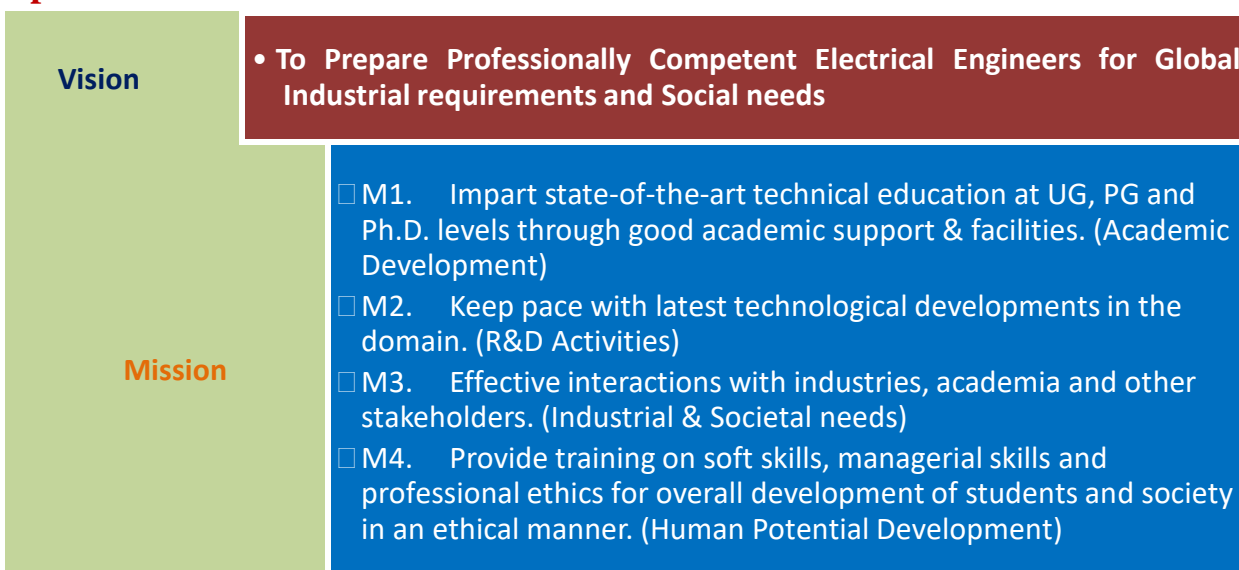 Vision
• To Prepare Professionally Competent Electrical Engineers for Global
Industrial requirements and Social needs
Mission
M1. Impart state-of-the-art technical education at UG, PG and
Ph.D. levels through good academic support & facilities. (Academic
Development)
M2. Keep pace with latest technological developments in the
domain. (R&D Activities)
M3. Effective interactions with industries, academia and other
stakeholders. (Industrial & Societal needs)
M4. Provide training on soft skills, managerial skills and
professional ethics for overall development of students and society
in an ethical manner. (Human Potential Development)